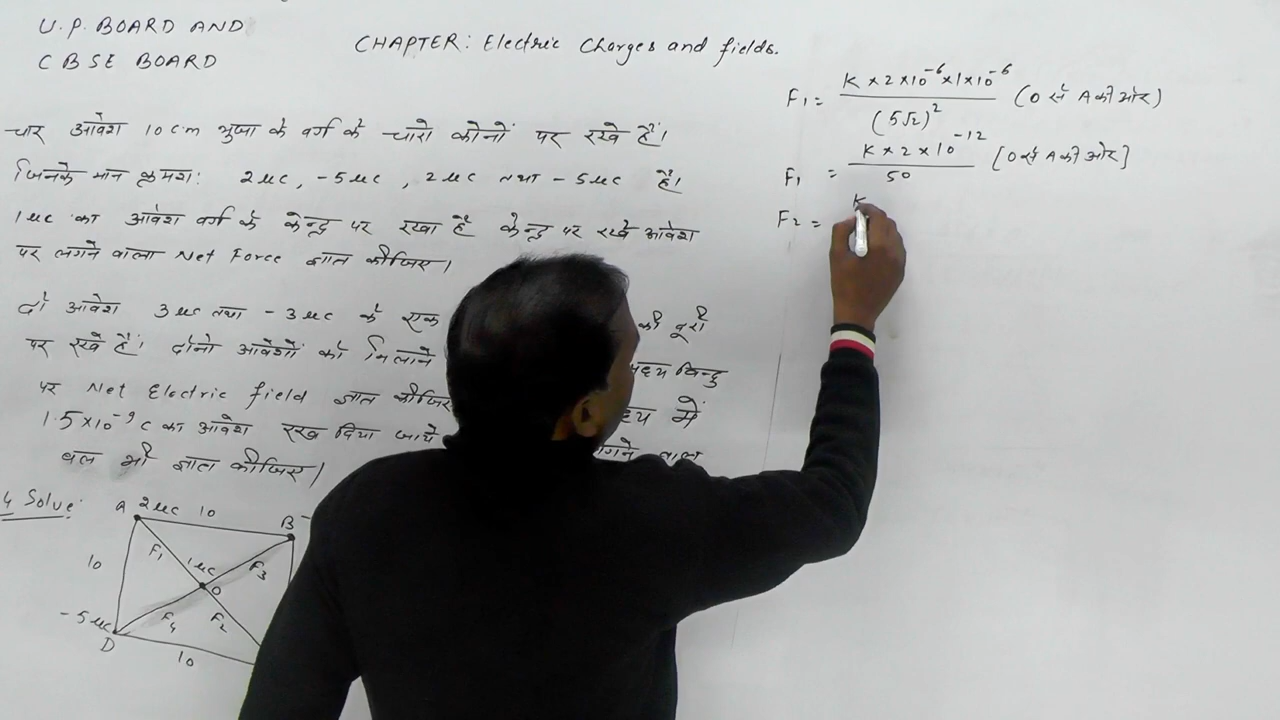 U.P. BOARD AND
CBSE BOARD
CHAPTER: Electric Charges and fields.
चार आवेश 10 cm भुजा के वर्ग के चारो कोनों पर रखे हैं।
जिनके मान क्रमश: 2μc, -5μc, 2μc तथा -5μc हैं।
1μc का आवेश वर्ग के केन्द्र पर रखा है केन्द्र पर रखे आवेश
पर लगने वाला Net Force ज्ञात कीजिए।
दो आवेश 3μc तथा -3μc के एक की दूरी
पर रखे हैं। दोनो आवेशों को मिलाने मध्य बिन्दु
पर Net Electric field ज्ञात
1.5×10⁻⁹ C का आवेश रख दिया जाये लगने वाला
बल भी ज्ञात कीजिए।
4 Solve:
A 2μc 10 B
F₁ 1μc F₃
10 O
F₄ F₂
-5μc D
10
F₁ = K×2×10⁻⁶×1×10⁻⁶ / (5√2)² (O से A की ओर)
F₁ = K×2×10⁻¹² / 50 [O से A की ओर]
F₂ = K